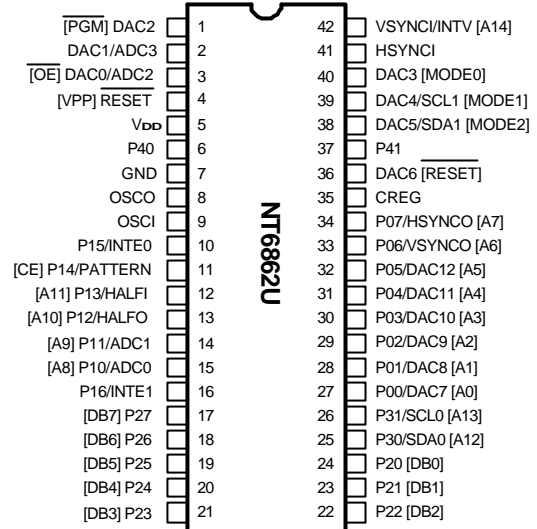 [PGM] DAC2 1 42 VSYNCI/INTV [A14]
DAC1/ADC3 2 41 HSYNCI
[OE] DAC0/ADC2 3 40 DAC3 [MODE0]
[VPP] RESET 4 39 DAC4/SCL1 [MODE1]
VDD 5 38 DAC5/SDA1 [MODE2]
P40 6 37 P41
GND 7 36 DAC6 [RESET]
OSCO 8 35 CREG
OSCI 9 34 P07/HSYNCO [A7]
P15/INTE0 10 33 P06/VSYNCO [A6]
[CE] P14/PATTERN 11 32 P05/DAC12 [A5]
[A11] P13/HALFI 12 31 P04/DAC11 [A4]
[A10] P12/HALFO 13 30 P03/DAC10 [A3]
[A9] P11/ADC1 14 29 P02/DAC9 [A2]
[A8] P10/ADC0 15 28 P01/DAC8 [A1]
P16/INTE1 16 27 P00/DAC7 [A0]
[DB7] P27 17 26 P31/SCL0 [A13]
[DB6] P26 18 25 P30/SDA0 [A12]
[DB5] P25 19 24 P20 [DB0]
[DB4] P24 20 23 P21 [DB1]
[DB3] P23 21 22 P22 [DB2]
NT6862U